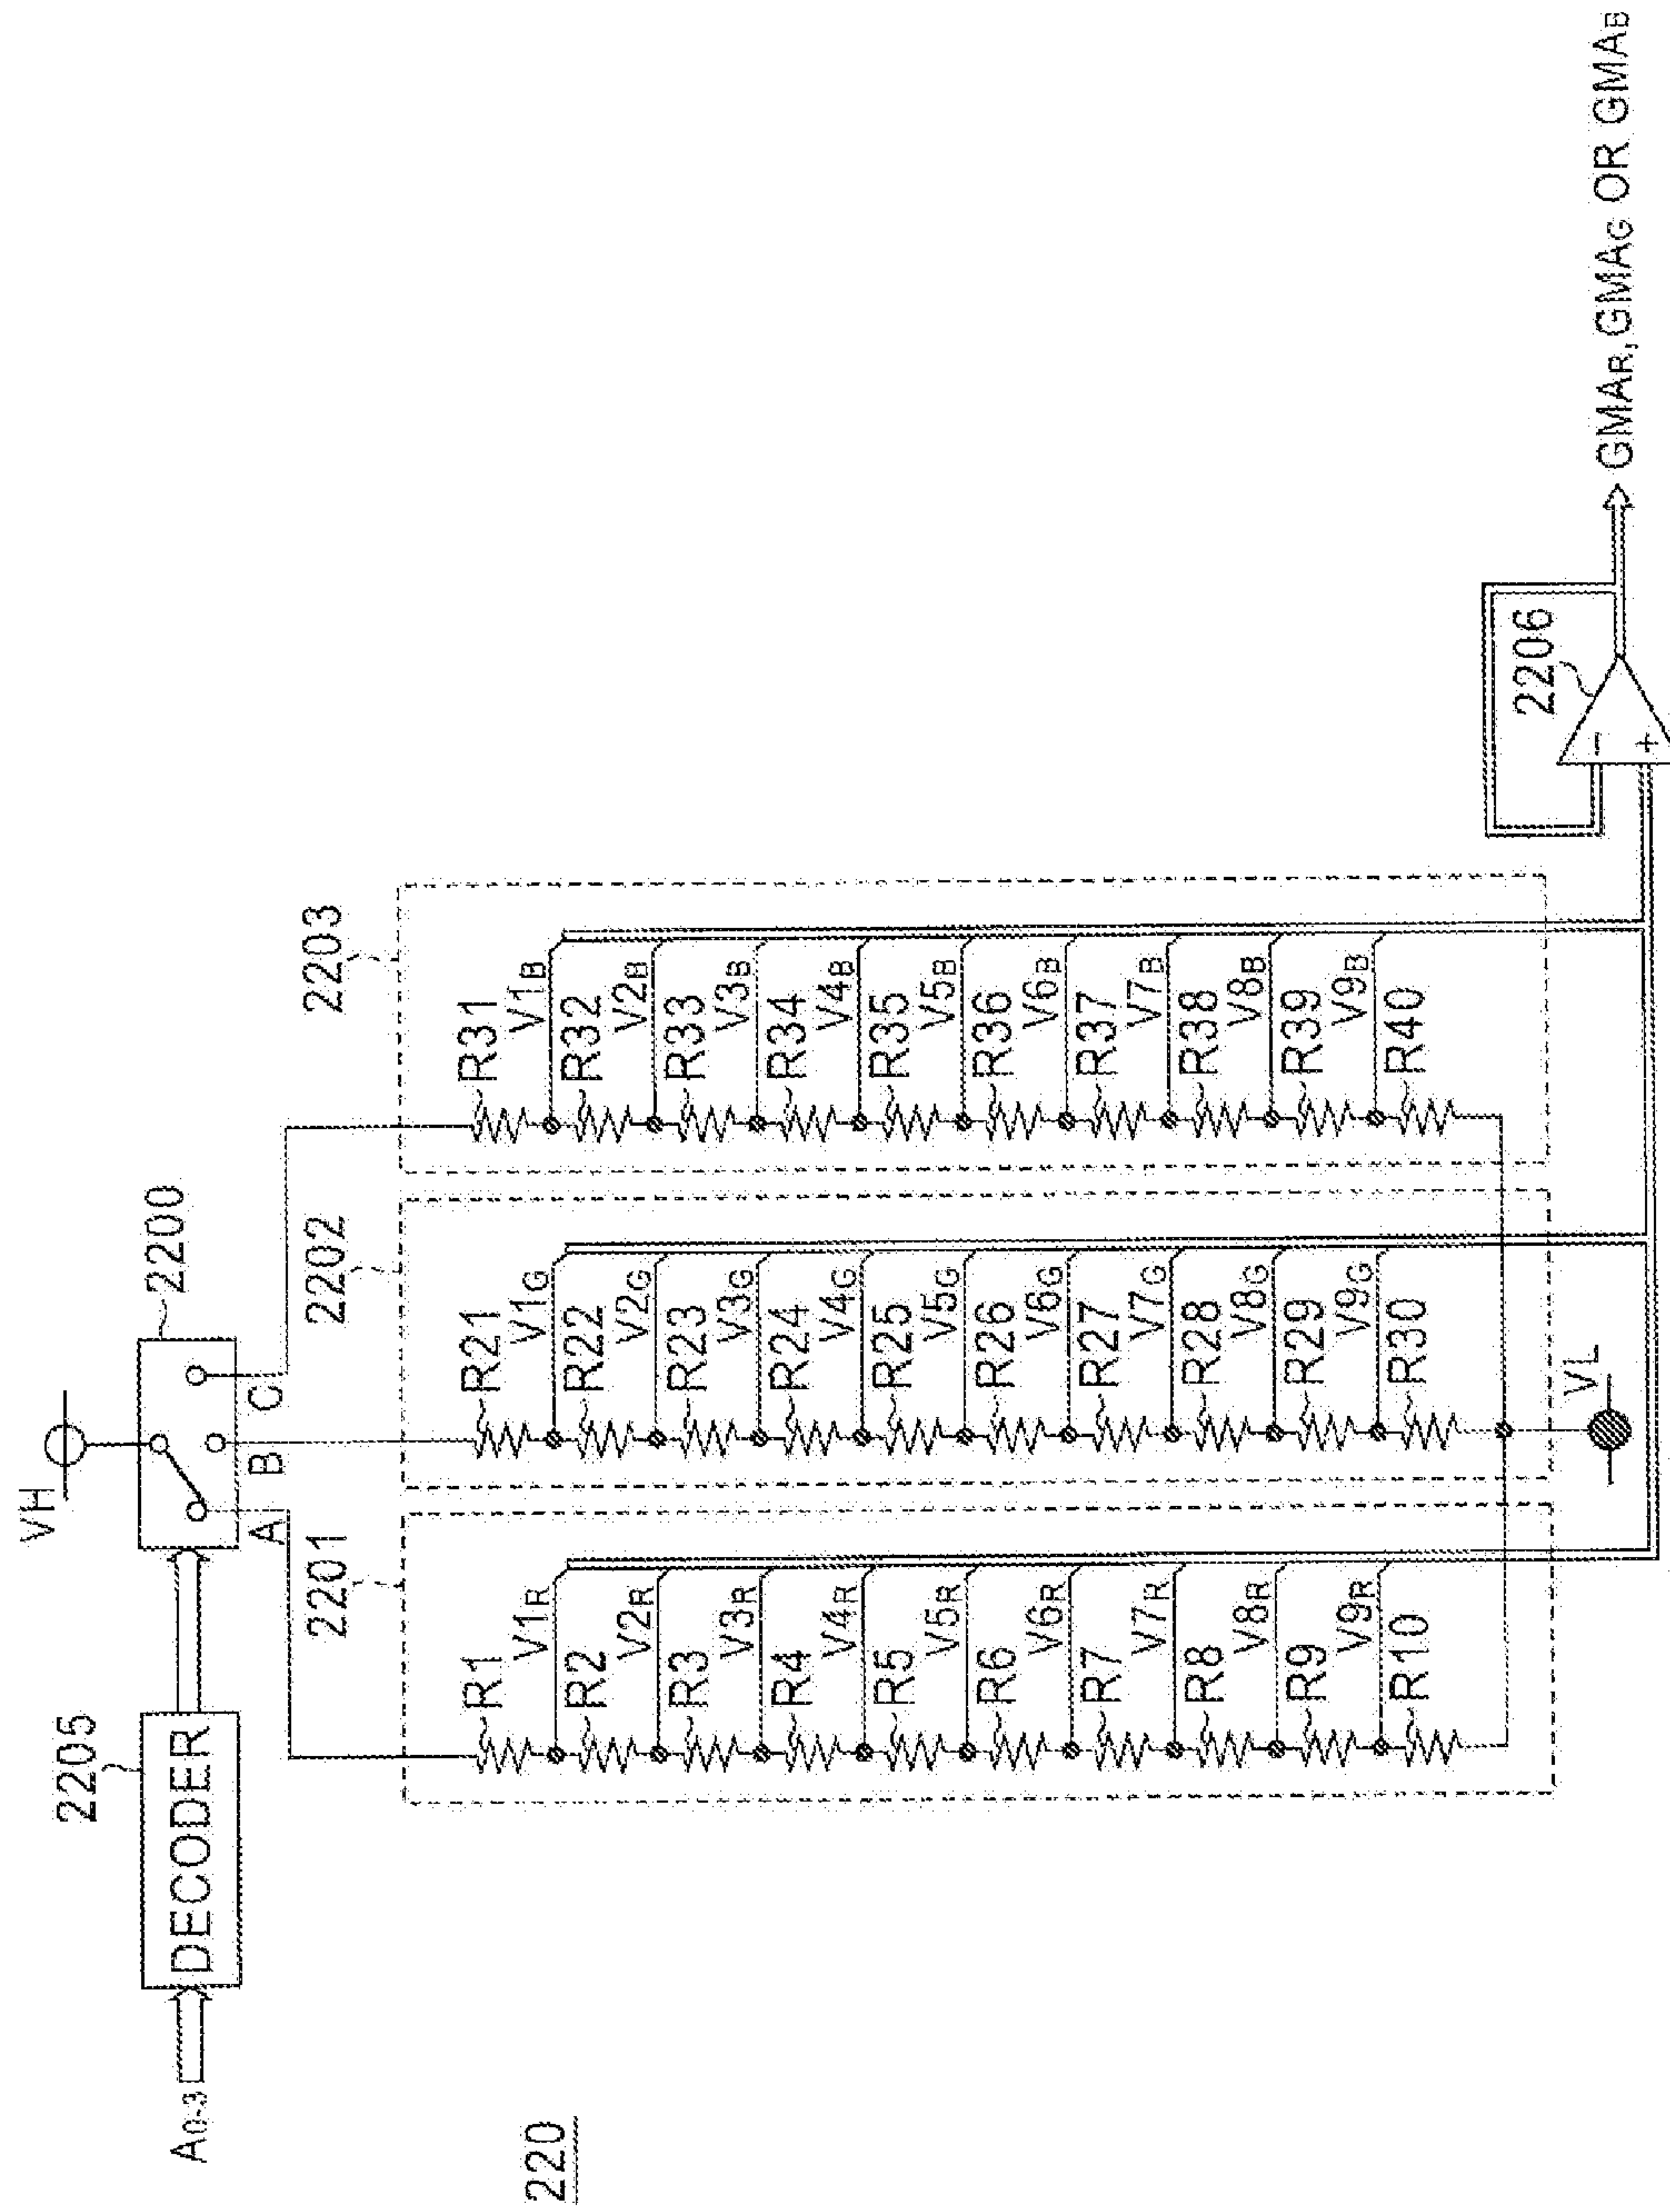 220
A0-3
DECODER
2205
VH
2200
A
B
C
2201
R1
V1R
R2
V2R
R3
V3R
R4
V4R
R5
V5R
R6
V6R
R7
V7R
R8
V8R
R9
V9R
R10
2202
R21
V1G
R22
V2G
R23
V3G
R24
V4G
R25
V5G
R26
V6G
R27
V7G
R28
V8G
R29
V9G
R30
VL
2203
R31
V1B
R32
V2B
R33
V3B
R34
V4B
R35
V5B
R36
V6B
R37
V7B
R38
V8B
R39
V9B
R40
2206
−
+
GMAR,GMAG OR GMAB